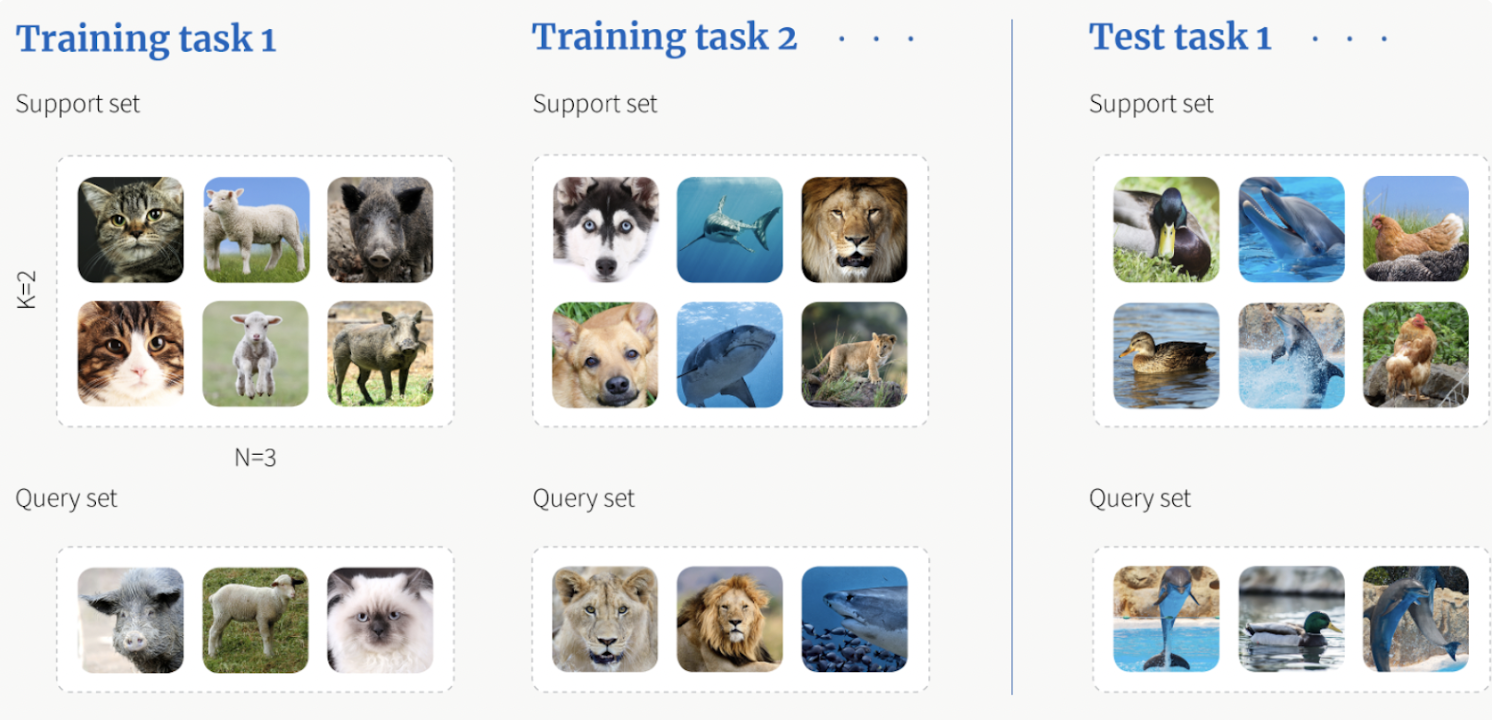 Training task 1
Training task 2 . . .
Test task 1 . . .
Support set
Support set
Support set
K=2
N=3
Query set
Query set
Query set